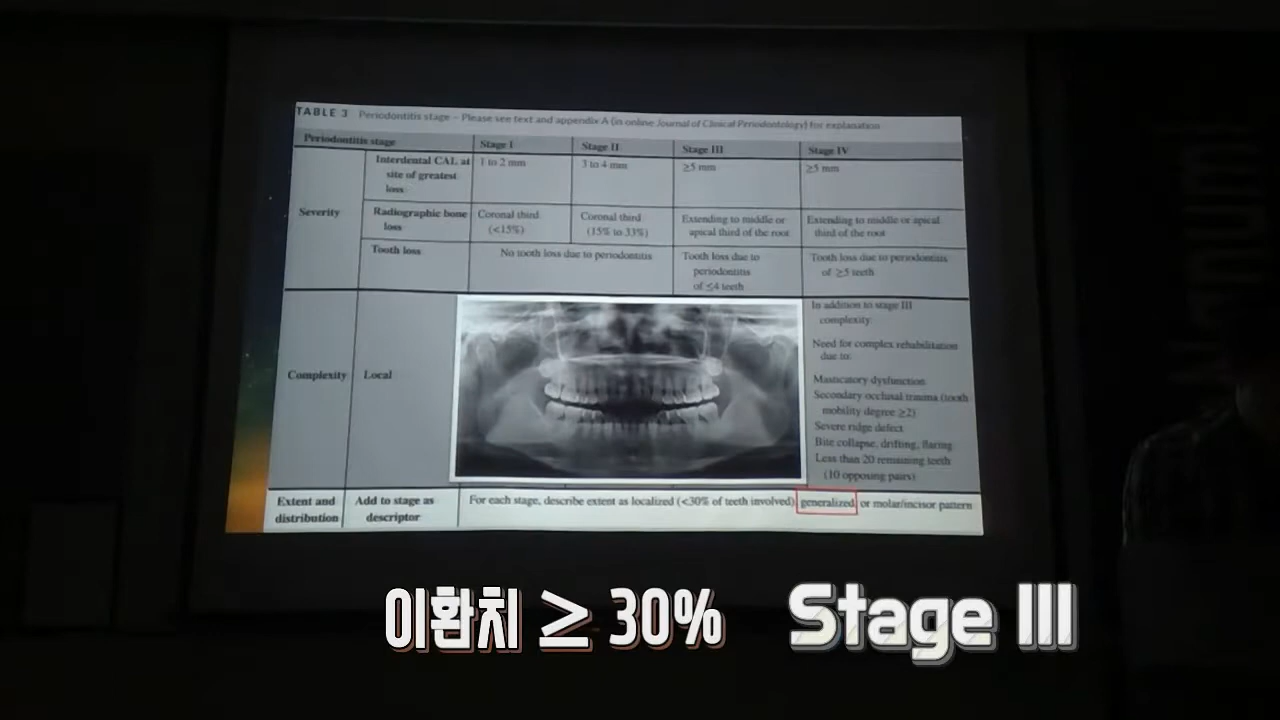 TABLE 3 Periodontitis stage – Please see text and appendix A (in online Journal of Clinical Periodontology) for explanation
Periodontitis stage Stage I Stage II Stage III Stage IV
Severity
Interdental CAL at
site of greatest
loss
1 to 2 mm
3 to 4 mm
≥5 mm
≥5 mm
Radiographic bone
loss
Coronal third
(<15%)
Coronal third
(15% to 33%)
Extending to middle or
apical third of the root
Extending to middle or apical
third of the root
Tooth loss
No tooth loss due to periodontitis
Tooth loss due to
periodontitis
of ≤4 teeth
Tooth loss due to periodontitis
of ≥5 teeth
Complexity
Local
In addition to stage III
complexity:
Need for complex rehabilitation
due to:
Masticatory dysfunction
Secondary occlusal trauma (tooth
mobility degree ≥2)
Severe ridge defect
Bite collapse, drifting, flaring
Less than 20 remaining teeth
(10 opposing pairs)
Extent and
distribution
Add to stage as
descriptor
For each stage, describe extent as localized (<30% of teeth involved), generalized, or molar/incisor pattern
이환치 ≥ 30% Stage III